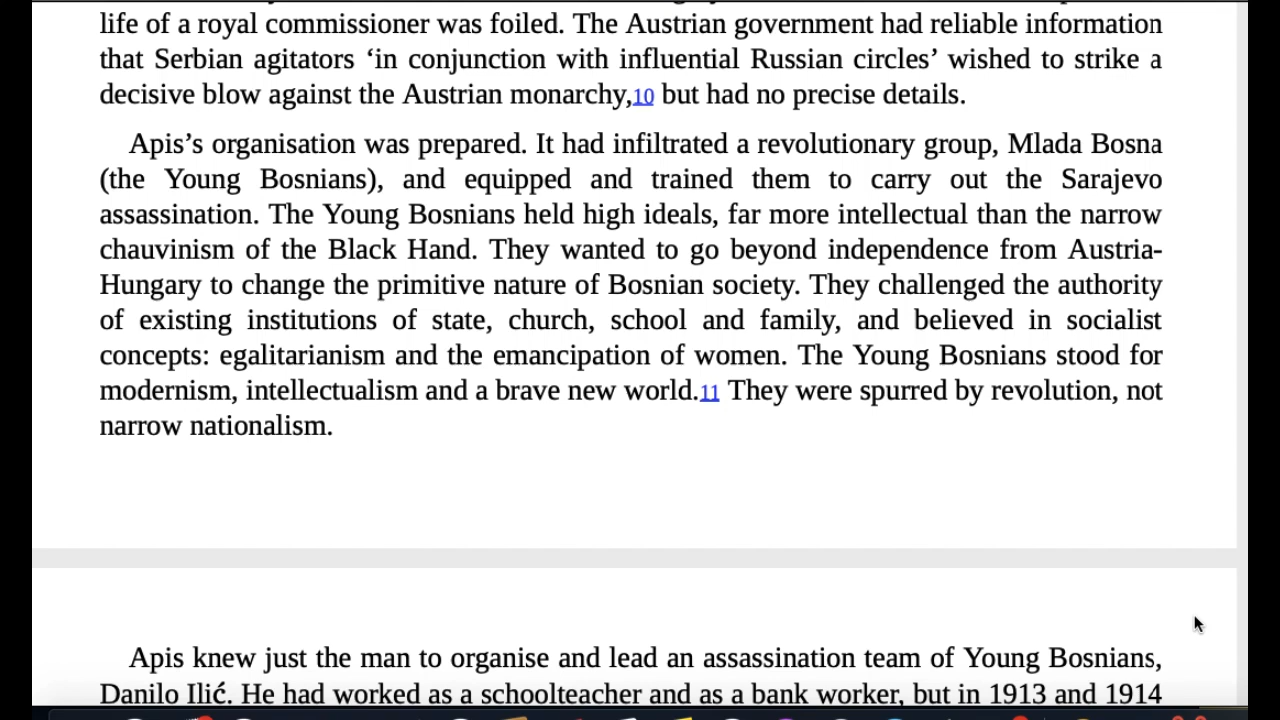 life of a royal commissioner was foiled. The Austrian government had reliable information
that Serbian agitators ‘in conjunction with influential Russian circles’ wished to strike a
decisive blow against the Austrian monarchy,10 but had no precise details.
Apis’s organisation was prepared. It had infiltrated a revolutionary group, Mlada Bosna
(the Young Bosnians), and equipped and trained them to carry out the Sarajevo
assassination. The Young Bosnians held high ideals, far more intellectual than the narrow
chauvinism of the Black Hand. They wanted to go beyond independence from Austria-
Hungary to change the primitive nature of Bosnian society. They challenged the authority
of existing institutions of state, church, school and family, and believed in socialist
concepts: egalitarianism and the emancipation of women. The Young Bosnians stood for
modernism, intellectualism and a brave new world.11 They were spurred by revolution, not
narrow nationalism.
Apis knew just the man to organise and lead an assassination team of Young Bosnians,
Danilo Ilić. He had worked as a schoolteacher and as a bank worker, but in 1913 and 1914